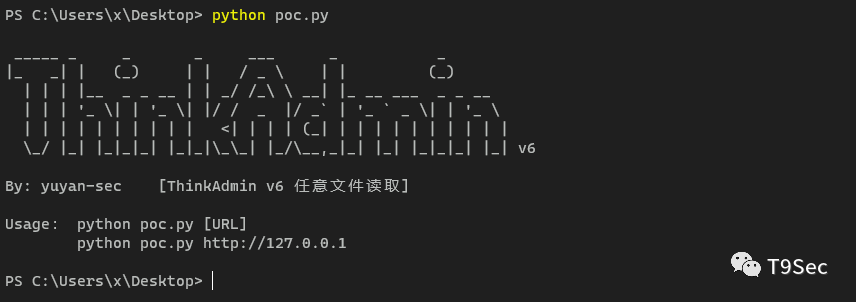 PS C:\Users\x\Desktop> python poc.py
ThinkAdmin v6
By: yuyan-sec [ThinkAdmin v6 任意文件读取]
Usage: python poc.py [URL]
python poc.py http://127.0.0.1
T9Sec
PS C:\Users\x\Desktop>